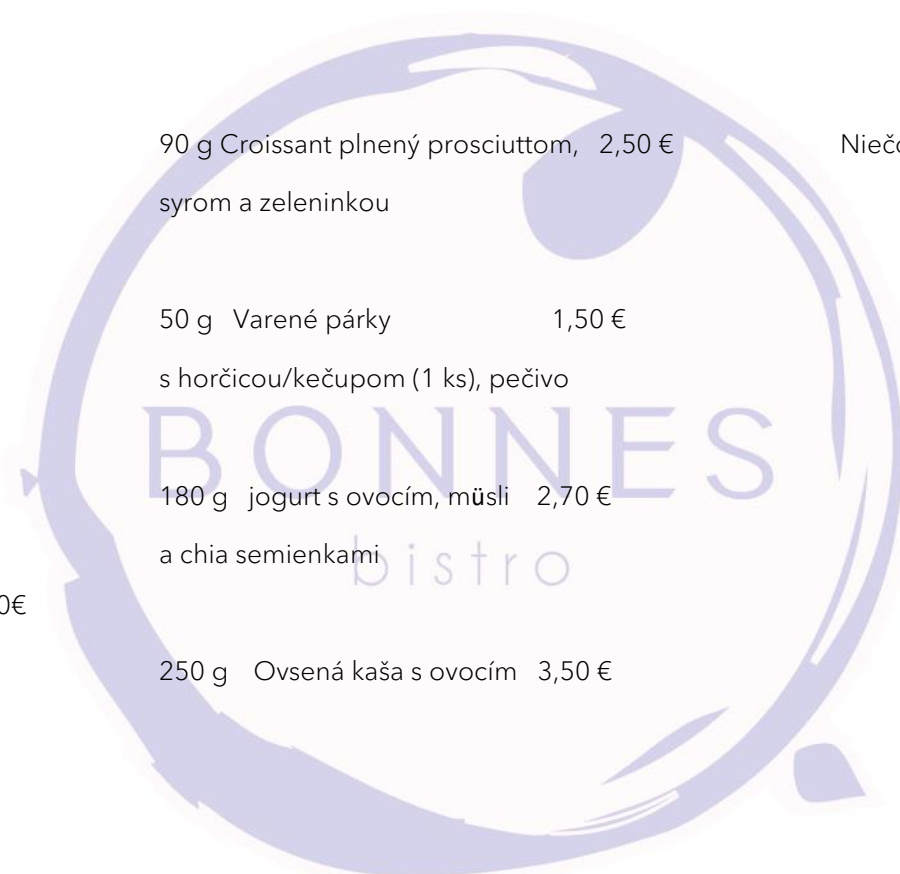 90 g Croissant plnený prosciuttom, 2,50 €
syrom a zeleninkou
50 g Varené párky 1,50 €
s horčicou/kečupom (1 ks), pečivo
BONNES
180 g jogurt s ovocím, müsli 2,70 €
a chia semienkami
bistro
0€
250 g Ovsená kaša s ovocím 3,50 €